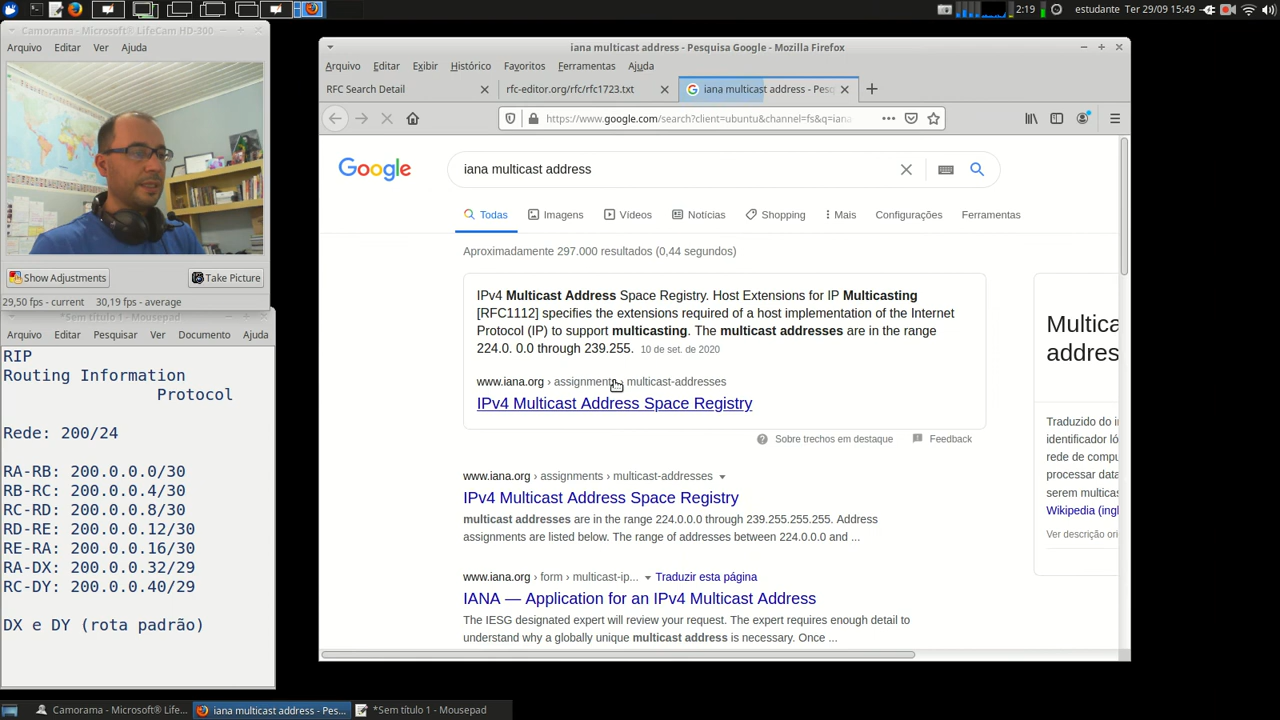 2:19
estudante Ter 29/09 15:49
Camorama - Microsoft® LifeCam HD-300
Arquivo Editar Ver Ajuda
Show Adjustments
Take Picture
29,50 fps - current 30,19 fps - average
*Sem título 1 - Mousepad
Arquivo Editar Pesquisar Ver Documento Ajuda
RIP
Routing Information
Protocol
Rede: 200/24
RA-RB: 200.0.0.0/30
RB-RC: 200.0.0.4/30
RC-RD: 200.0.0.8/30
RD-RE: 200.0.0.12/30
RE-RA: 200.0.0.16/30
RA-DX: 200.0.0.32/29
RC-DY: 200.0.0.40/29
DX e DY (rota padrão)
iana multicast address - Pesquisa Google - Mozilla Firefox
Arquivo Editar Exibir Histórico Favoritos Ferramentas Ajuda
RFC Search Detail
rfc-editor.org/rfc/rfc1723.txt
iana multicast address - Pesq
https://www.google.com/search?client=ubuntu&channel=fs&q=iana
Google
iana multicast address
Todas Imagens Vídeos Notícias Shopping Mais Configurações Ferramentas
Aproximadamente 297.000 resultados (0,44 segundos)
IPv4 Multicast Address Space Registry. Host Extensions for IP Multicasting
[RFC1112] specifies the extensions required of a host implementation of the Internet
Protocol (IP) to support multicasting. The multicast addresses are in the range
224.0. 0.0 through 239.255. 10 de set. de 2020
www.iana.org › assignments › multicast-addresses
IPv4 Multicast Address Space Registry
Sobre trechos em destaque
Feedback
www.iana.org › assignments › multicast-addresses
IPv4 Multicast Address Space Registry
multicast addresses are in the range 224.0.0.0 through 239.255.255.255. Address
assignments are listed below. The range of addresses between 224.0.0.0 and ...
www.iana.org › form › multicast-ip... Traduzir esta página
IANA — Application for an IPv4 Multicast Address
The IESG designated expert will review your request. The expert requires enough detail to
understand why a globally unique multicast address is necessary. Once ...
Multica
addres
Traduzido do i
identificador ló
rede de compu
processar data
serem multicas
Wikipedia (ingl
Ver descrição ori
Camorama - Microsoft® LifeC...
iana multicast address - Pes...
*Sem título 1 - Mousepad